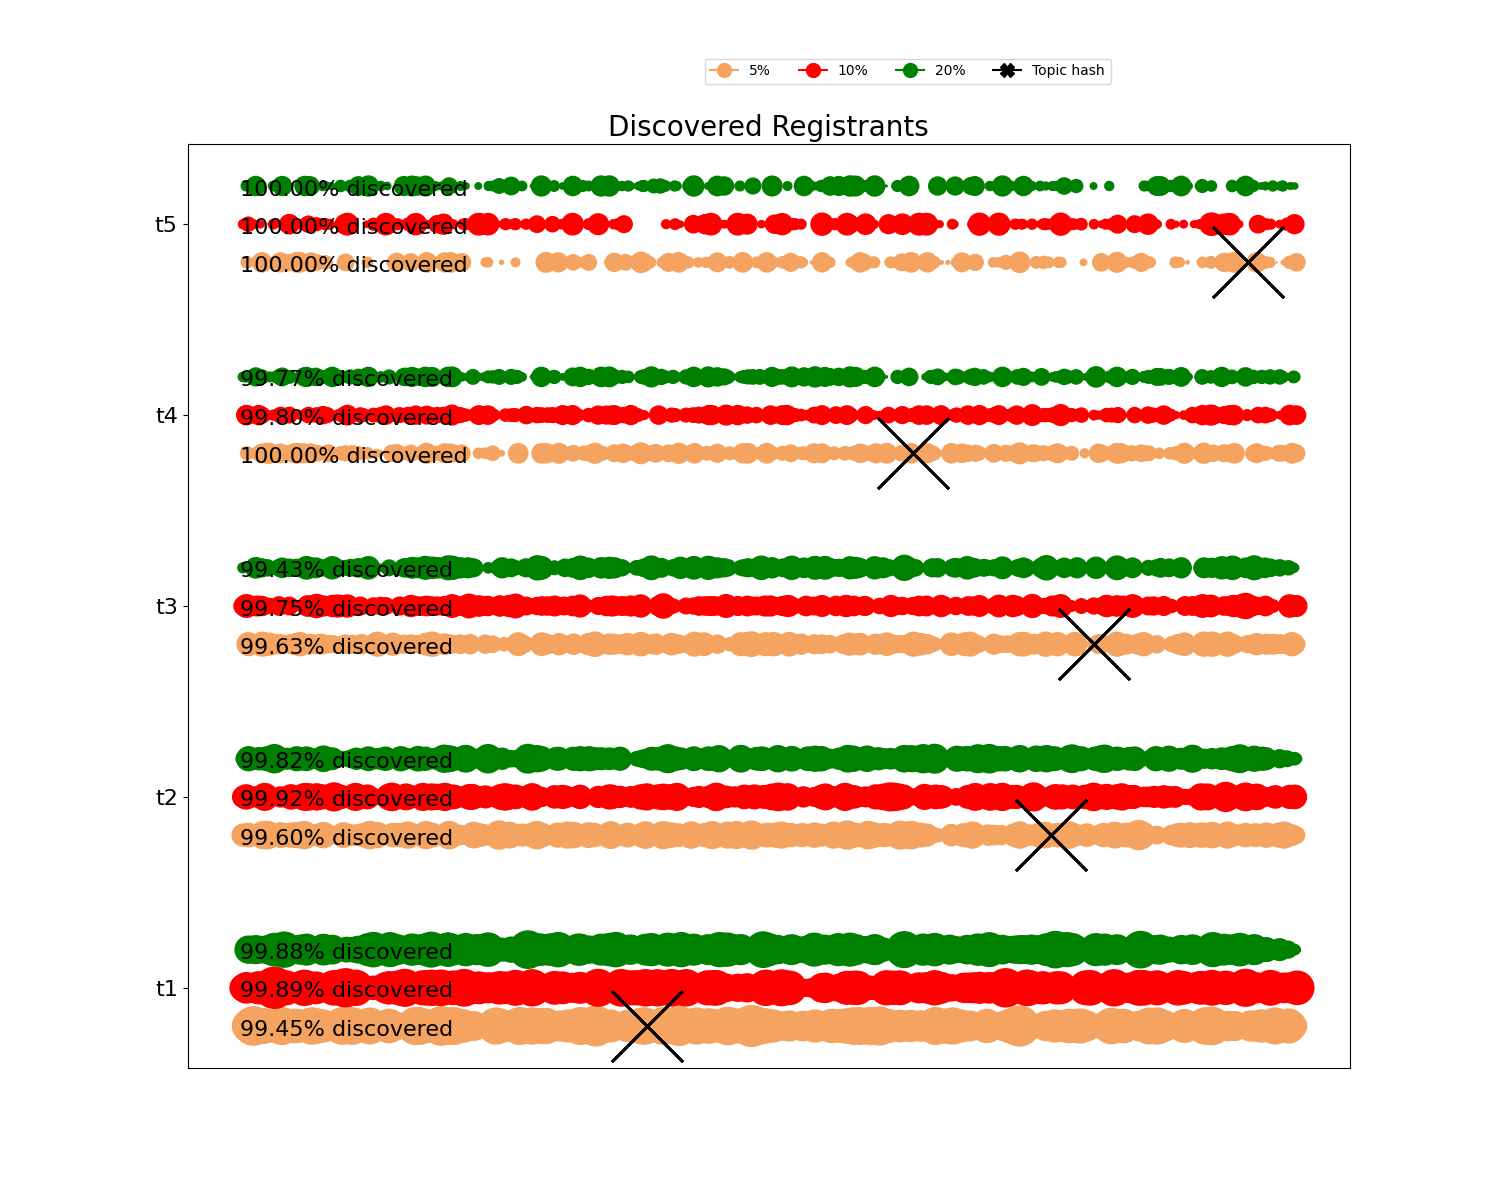 5% 10% 20% Topic hash
Discovered Registrants
100.00% discovered
t5 100.00% discovered
100.00% discovered
99.77% discovered
t4 99.80% discovered
100.00% discovered
99.43% discovered
t3 99.75% discovered
99.63% discovered
99.82% discovered
t2 99.92% discovered
99.60% discovered
99.88% discovered
t1 99.89% discovered
99.45% discovered